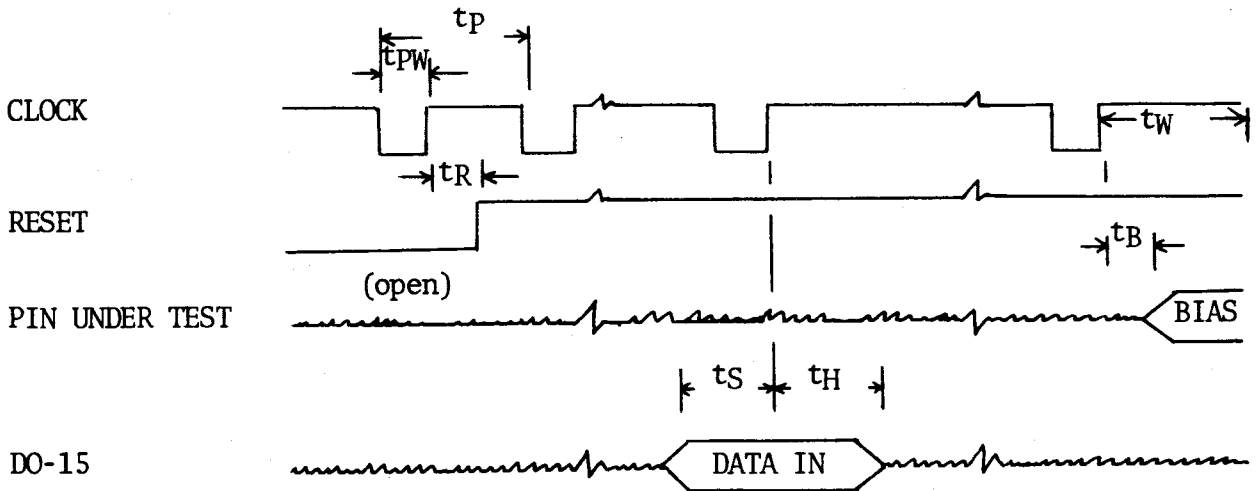 tP
tPW
CLOCK
tW
tR
RESET
tB
(open)
PIN UNDER TEST
BIAS
tS
tH
DO-15
DATA IN